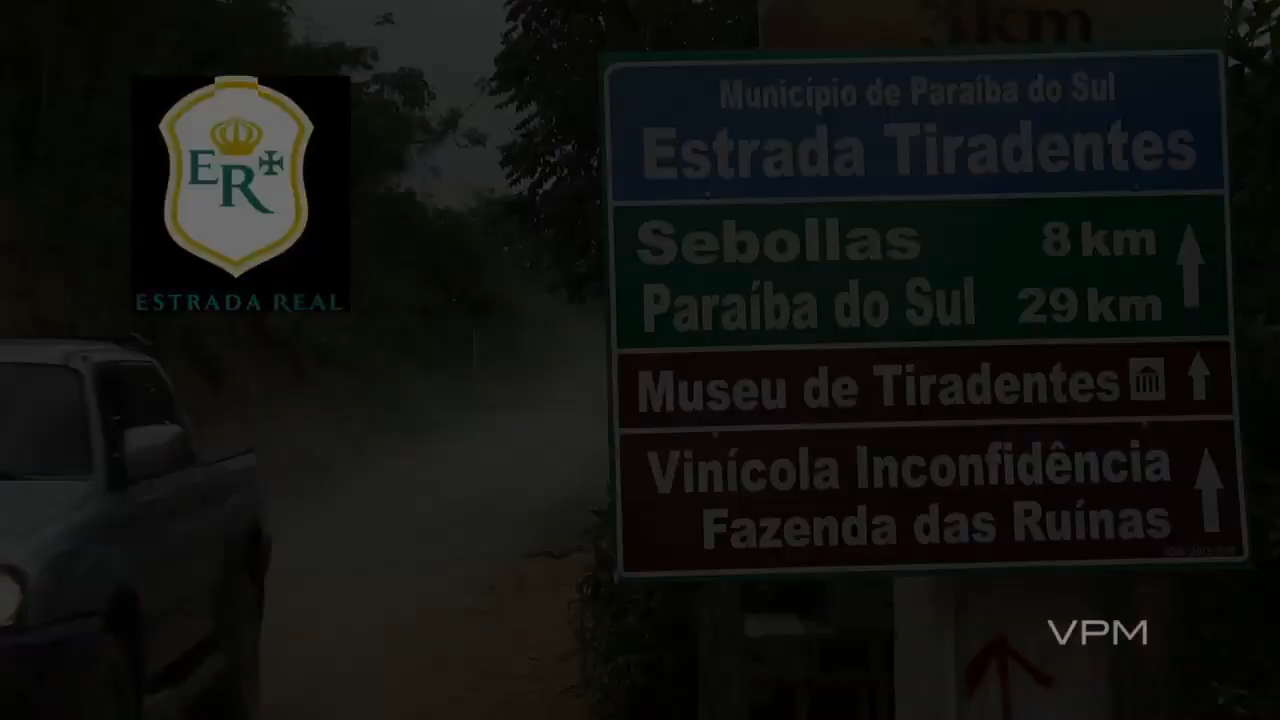 1km
Município de Paraíba do Sul
Estrada Tiradentes
Sebollas 8 km
Paraíba do Sul 29 km
Museu de Tiradentes
Vinícola Inconfidência
Fazenda das Ruínas
ER
ESTRADA REAL
VPM